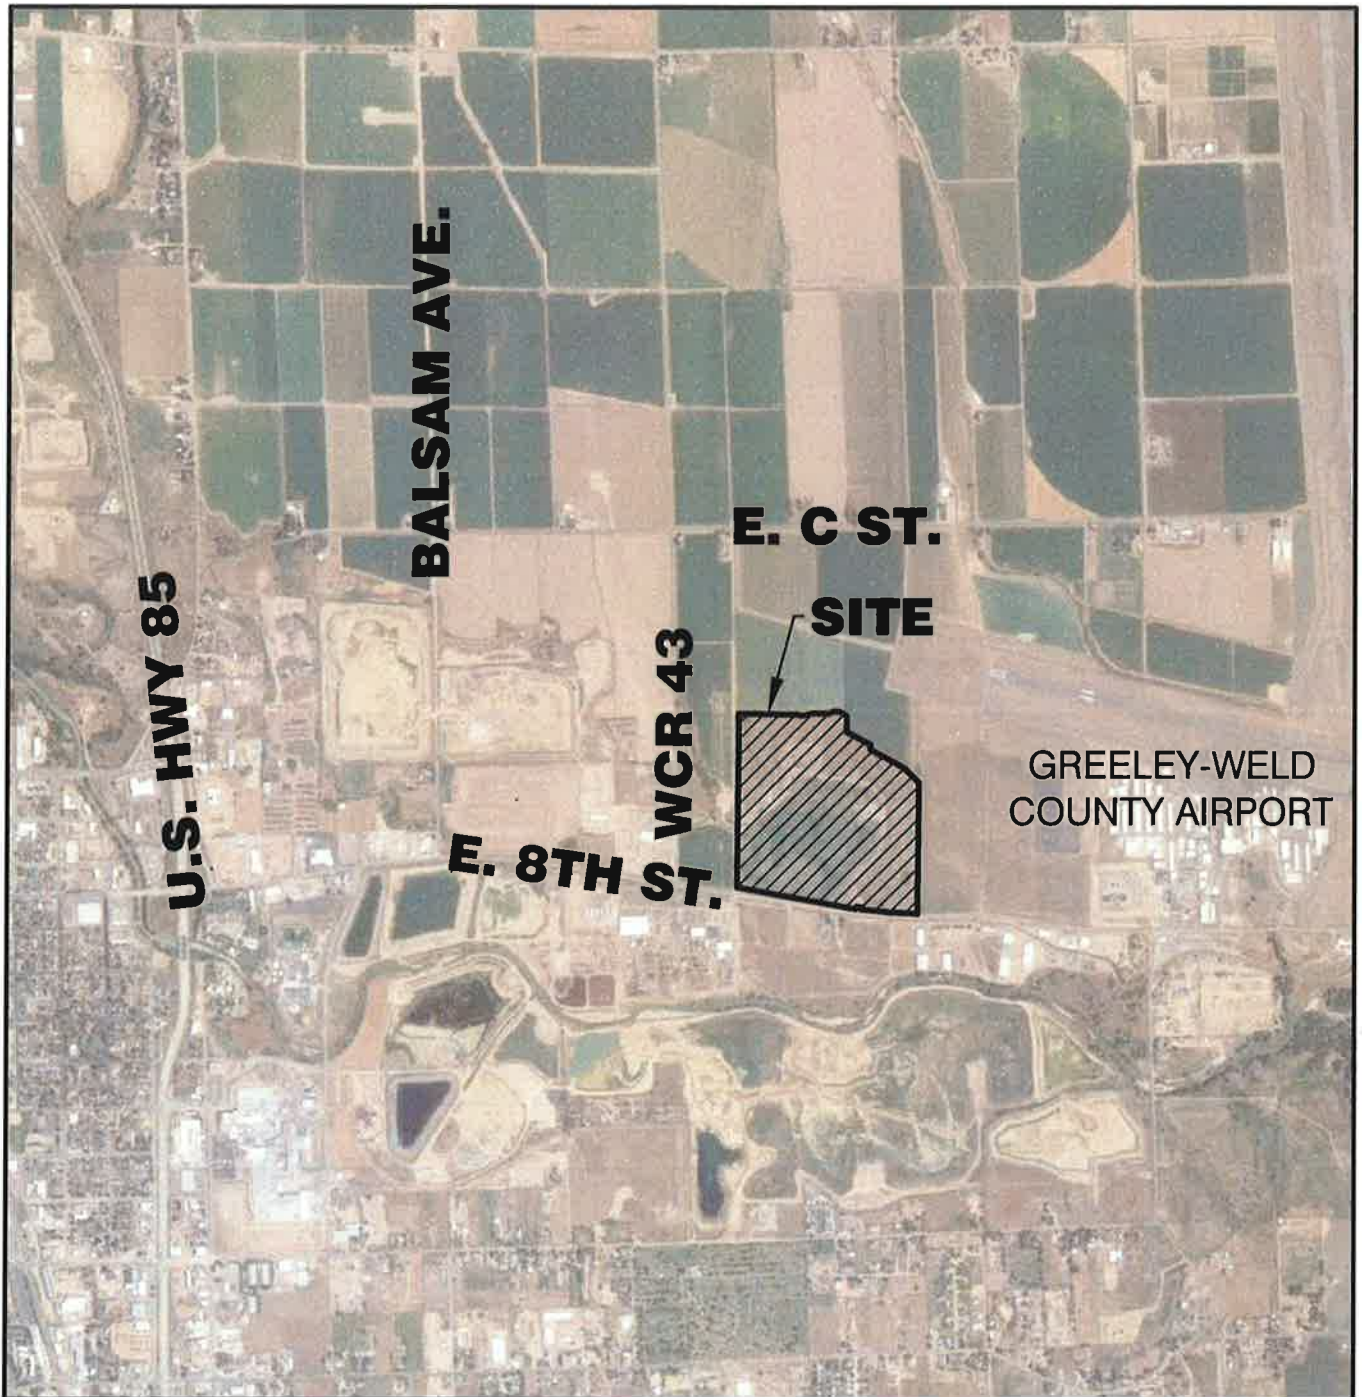 BALSAM AVE.
E. C ST.
SITE
U.S. HWY 85
WCR 43
GREELEY-WELD
COUNTY AIRPORT
E. 8TH ST.